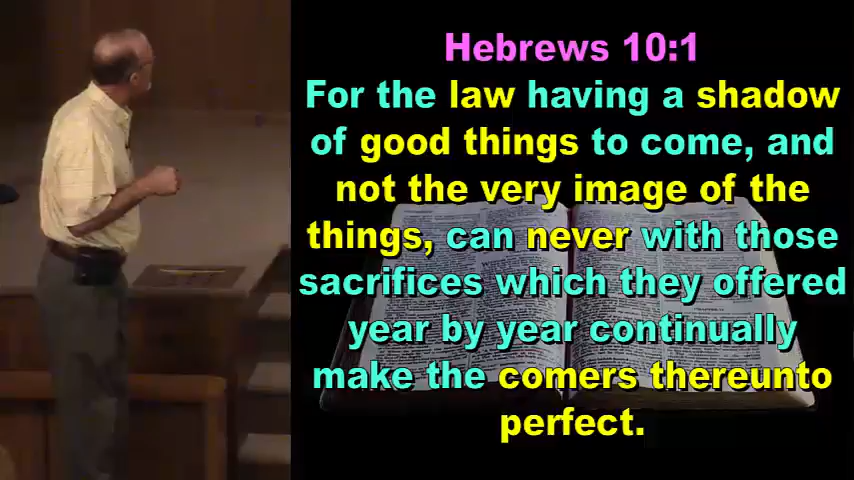 Hebrews 10:1
For the law having a shadow
of good things to come, and
not the very image of the
things, can never with those
sacrifices which they offered
year by year continually
make the comers thereunto
perfect.